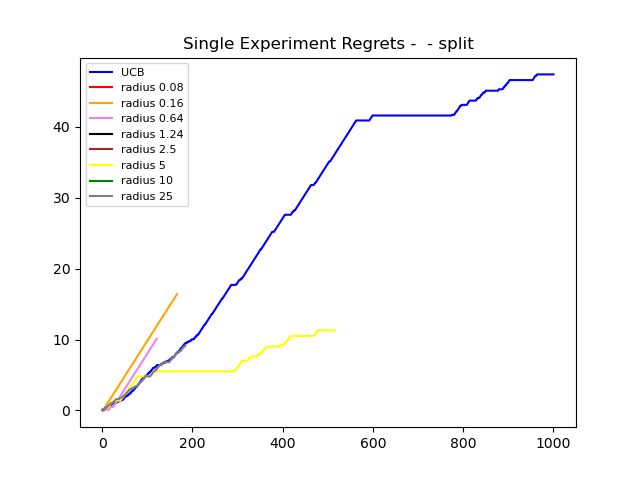 Single Experiment Regrets -  - split
UCB
radius 0.08
radius 0.16
radius 0.64
radius 1.24
radius 2.5
radius 5
radius 10
radius 25
40
30
20
10
0
0 200 400 600 800 1000